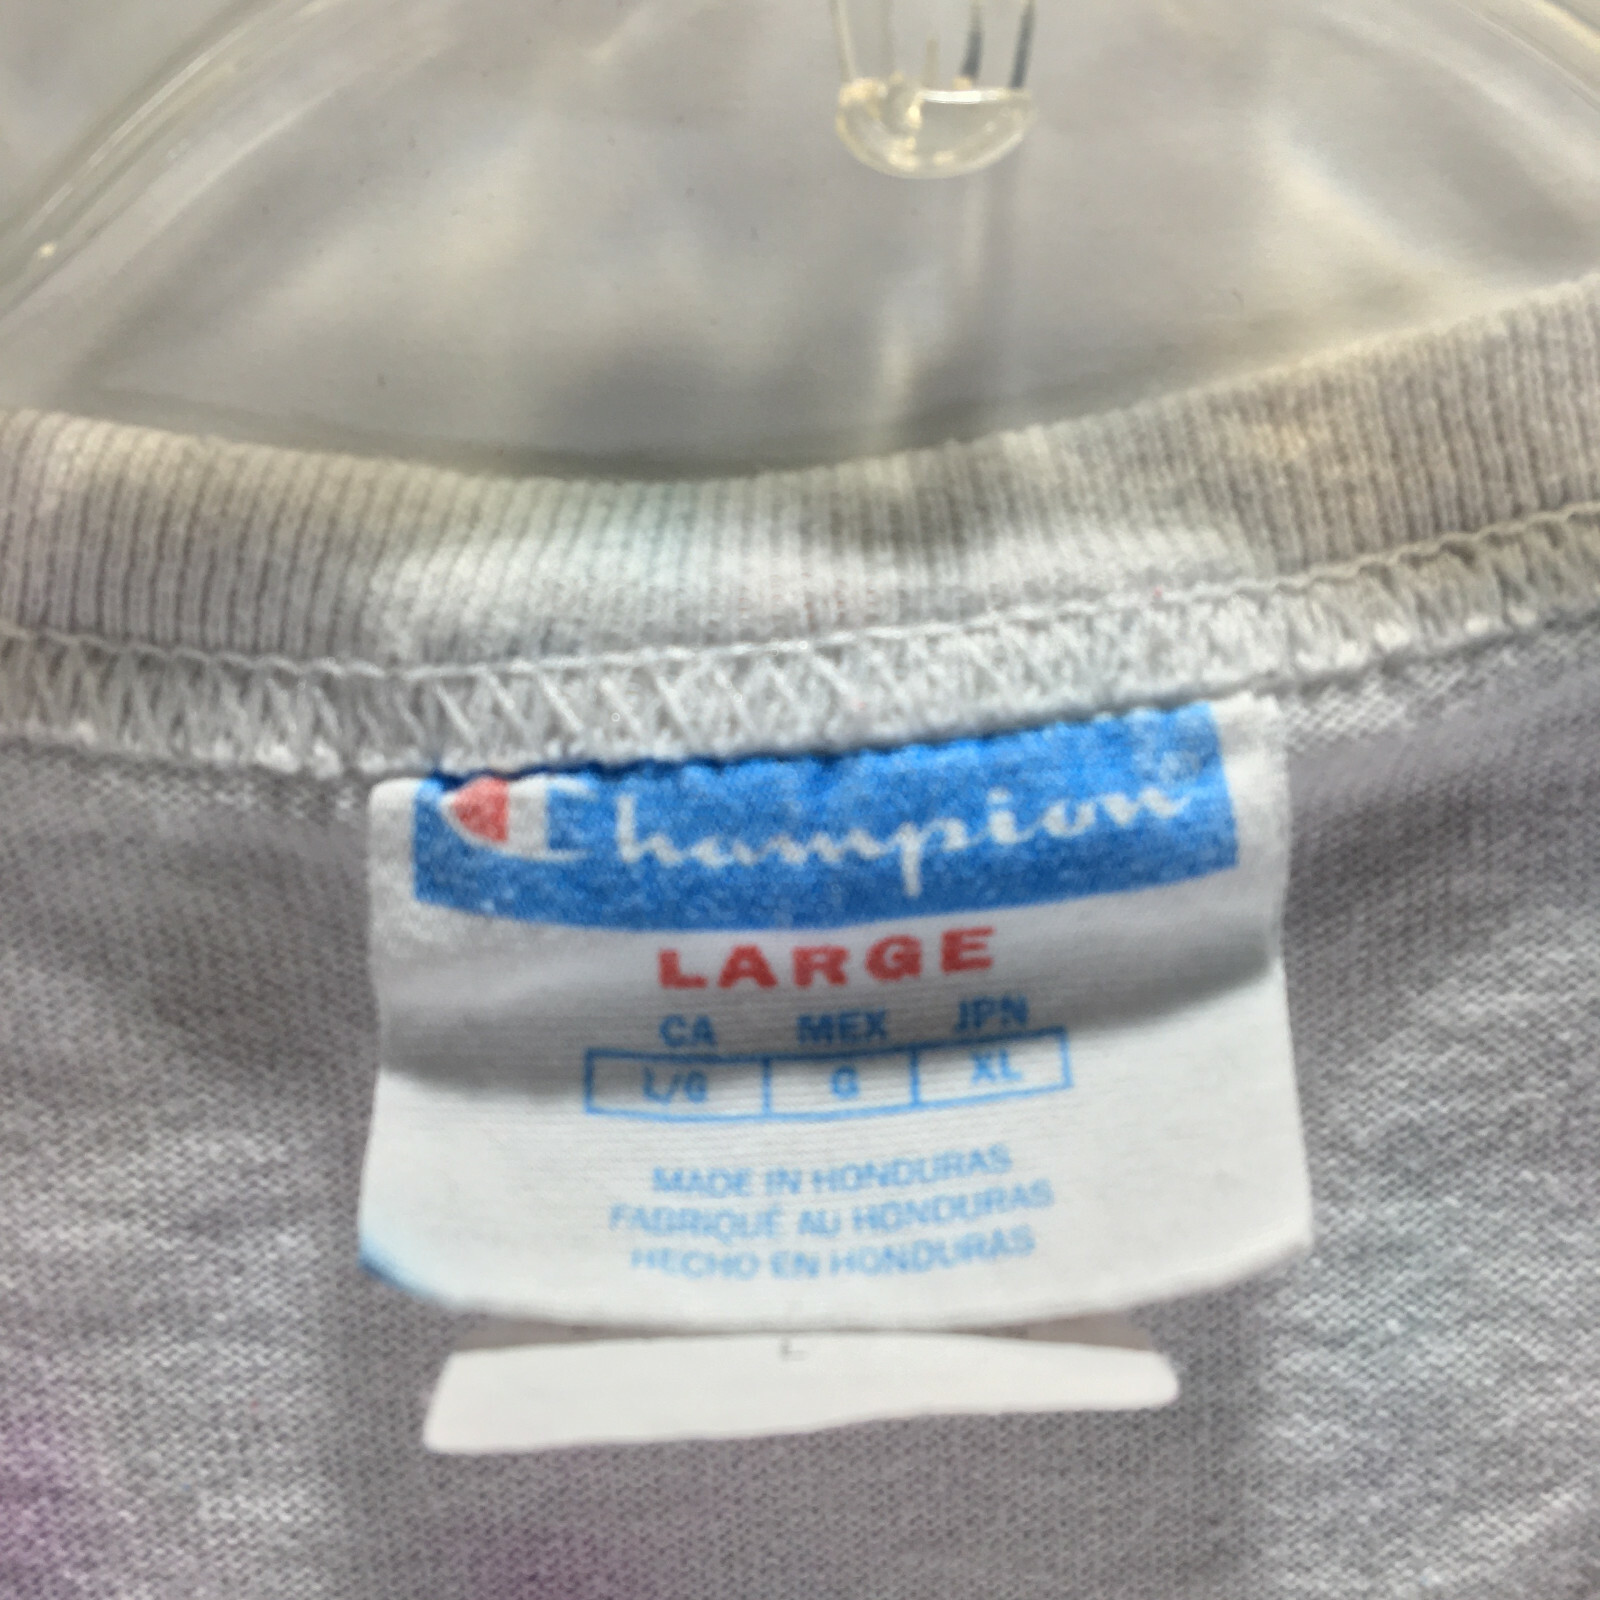 Champion
LARGE
CA MEX JPN
L/G G XL
MADE IN HONDURAS
FABRIQUÉ AU HONDURAS
HECHO EN HONDURAS
L